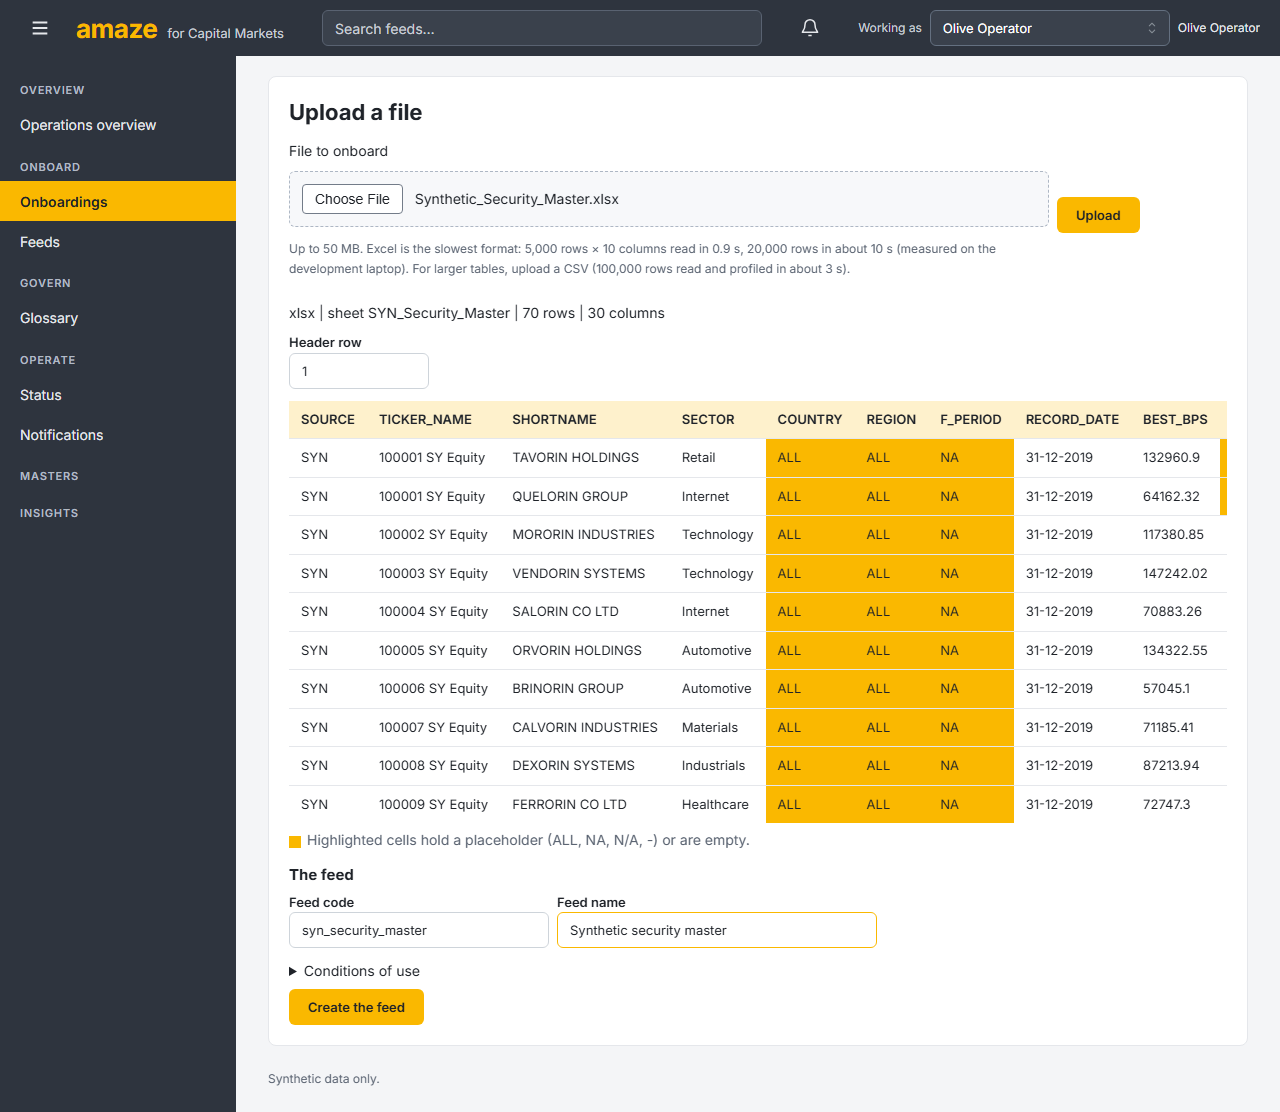 amaze for Capital Markets
Search feeds...
Working as
Olive Operator
Olive Operator
OVERVIEW
Operations overview
ONBOARD
Onboardings
Feeds
GOVERN
Glossary
OPERATE
Status
Notifications
MASTERS
INSIGHTS
Upload a file
File to onboard
Choose File Synthetic_Security_Master.xlsx
Upload
Up to 50 MB. Excel is the slowest format: 5,000 rows × 10 columns read in 0.9 s, 20,000 rows in about 10 s (measured on the
development laptop). For larger tables, upload a CSV (100,000 rows read and profiled in about 3 s).
xlsx | sheet SYN_Security_Master | 70 rows | 30 columns
Header row
1
SOURCE TICKER_NAME SHORTNAME SECTOR COUNTRY REGION F_PERIOD RECORD_DATE BEST_BPS
SYN 100001 SY Equity TAVORIN HOLDINGS Retail ALL ALL NA 31-12-2019 132960.9
SYN 100001 SY Equity QUELORIN GROUP Internet ALL ALL NA 31-12-2019 64162.32
SYN 100002 SY Equity MORORIN INDUSTRIES Technology ALL ALL NA 31-12-2019 117380.85
SYN 100003 SY Equity VENDORIN SYSTEMS Technology ALL ALL NA 31-12-2019 147242.02
SYN 100004 SY Equity SALORIN CO LTD Internet ALL ALL NA 31-12-2019 70883.26
SYN 100005 SY Equity ORVORIN HOLDINGS Automotive ALL ALL NA 31-12-2019 134322.55
SYN 100006 SY Equity BRINORIN GROUP Automotive ALL ALL NA 31-12-2019 57045.1
SYN 100007 SY Equity CALVORIN INDUSTRIES Materials ALL ALL NA 31-12-2019 71185.41
SYN 100008 SY Equity DEXORIN SYSTEMS Industrials ALL ALL NA 31-12-2019 87213.94
SYN 100009 SY Equity FERRORIN CO LTD Healthcare ALL ALL NA 31-12-2019 72747.3
Highlighted cells hold a placeholder (ALL, NA, N/A, -) or are empty.
The feed
Feed code Feed name
syn_security_master Synthetic security master
Conditions of use
Create the feed
Synthetic data only.